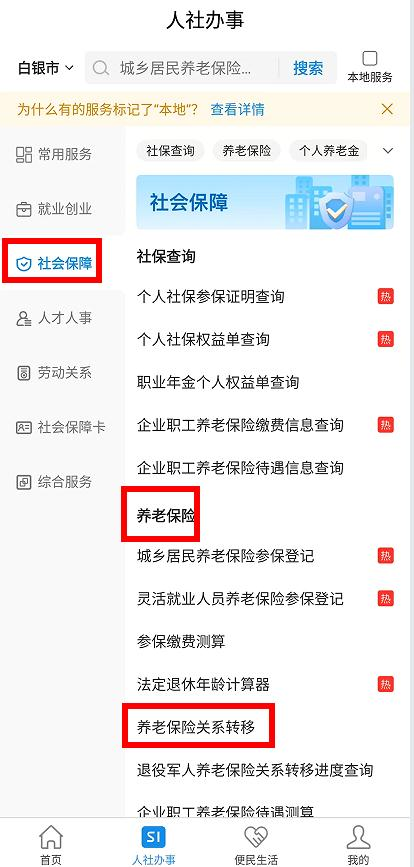 人社办事
白银市
城乡居民养老保险...
搜索
本地服务
为什么有的服务标记了“本地”？ 查看详情
常用服务
就业创业
社会保障
人才人事
劳动关系
社会保障卡
综合服务
社保查询 养老保险 个人养老金
社会保障
社保查询
个人社保参保证明查询 热
个人社保权益单查询 热
职业年金个人权益单查询
企业职工养老保险缴费信息查询 热
企业职工养老保险待遇信息查询
养老保险
城乡居民养老保险参保登记 热
灵活就业人员养老保险参保登记 热
参保缴费测算
法定退休年龄计算器 热
养老保险关系转移
退役军人养老保险关系转移进度查询
企业职工养老保险待遇测算
首页
SI
人社办事
便民生活
我的